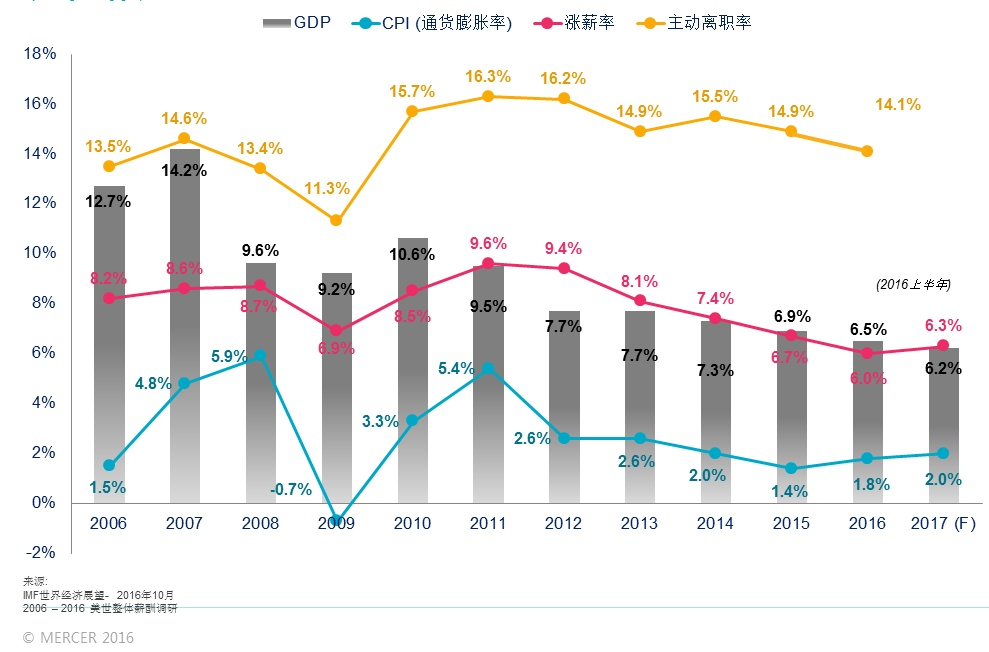 GDP CPI (通货膨胀率) 涨薪率 主动离职率
18%
16%
14%
12%
10%
8%
6%
4%
2%
0%
-2%
13.5% 14.6% 13.4% 11.3% 15.7% 16.3% 16.2% 14.9% 15.5% 14.9% 14.1%
12.7% 14.2% 9.6% 9.2% 10.6% 9.5% 7.7% 7.7% 7.3% 6.9% 6.5% 6.2%
8.2% 8.6% 8.7% 6.9% 8.5% 9.6% 9.4% 8.1% 7.4% 6.7% 6.0% 6.3%
(2016上半年)
1.5% 4.8% 5.9% -0.7% 3.3% 5.4% 2.6% 2.6% 2.0% 1.4% 1.8% 2.0%
2006 2007 2008 2009 2010 2011 2012 2013 2014 2015 2016 2017 (F)
来源:
IMF世界经济展望- 2016年10月
2006 – 2016 美世整体薪酬调研
© MERCER 2016